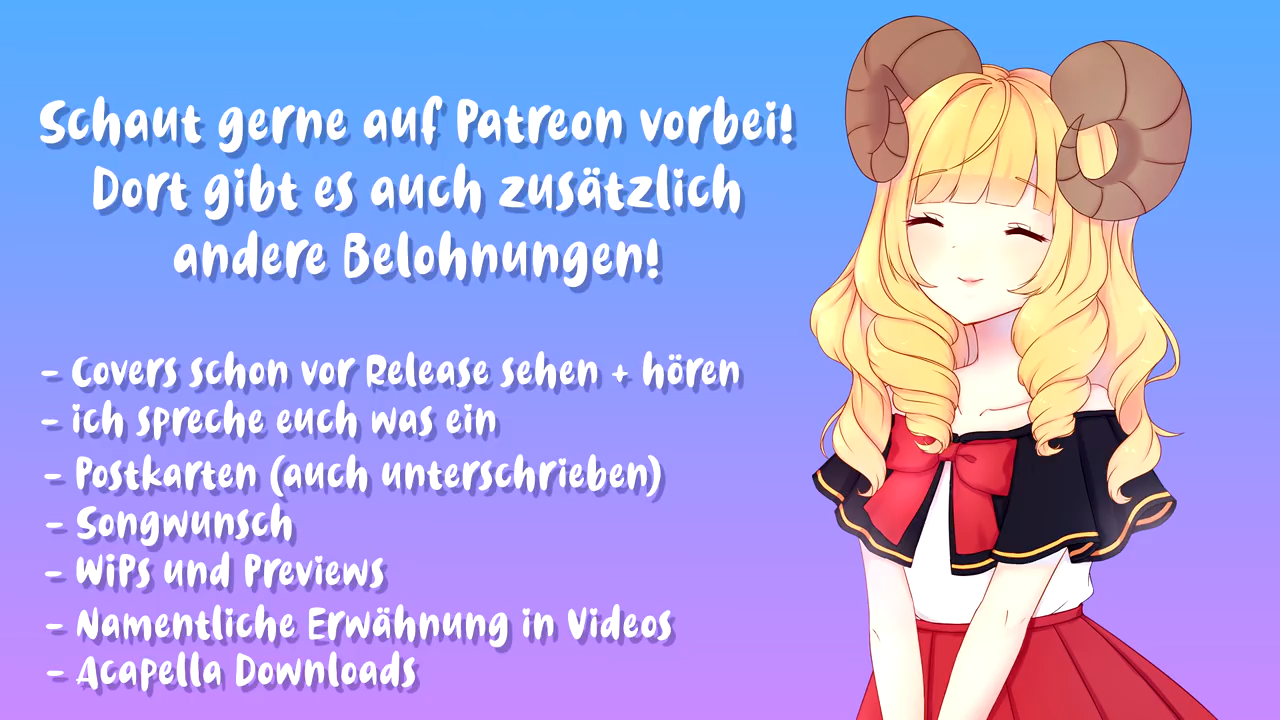 Schaut gerne auf Patreon vorbei!
Dort gibt es auch zusätzlich
andere Belohnungen!
- Covers schon vor Release sehen + hören
- ich spreche euch was ein
- Postkarten (auch unterschrieben)
- Songwunsch
- WiPs und Previews
- Namentliche Erwähnung in Videos
- Acapella Downloads